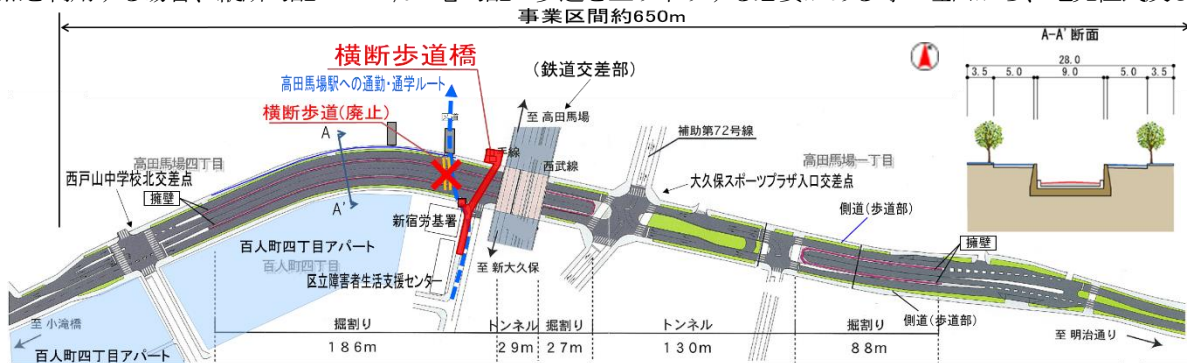 事業区間約650m
A-A' 断面
28.0
3.5 5.0 9.0 5.0 3.5
横断歩道橋
(鉄道交差部)
高田馬場駅への通勤・通学ルート
横断歩道(廃止)
至 高田馬場
補助第72号線
A
山手線
西武線
高田馬場四丁目
高田馬場一丁目
西戸山中学校北交差点
大久保スポーツプラザ入口交差点
擁壁
A'
新宿労基署
側道(歩道部)
擁壁
百人町四丁目アパート
百人町四丁目
至 新大久保
区立障害者生活支援センター
側道(歩道部)
至 小滝橋
至 明治通り
掘割り トンネル 掘割り トンネル 掘割り
186m 29m 27m 130m 88m
百人町四丁目アパート